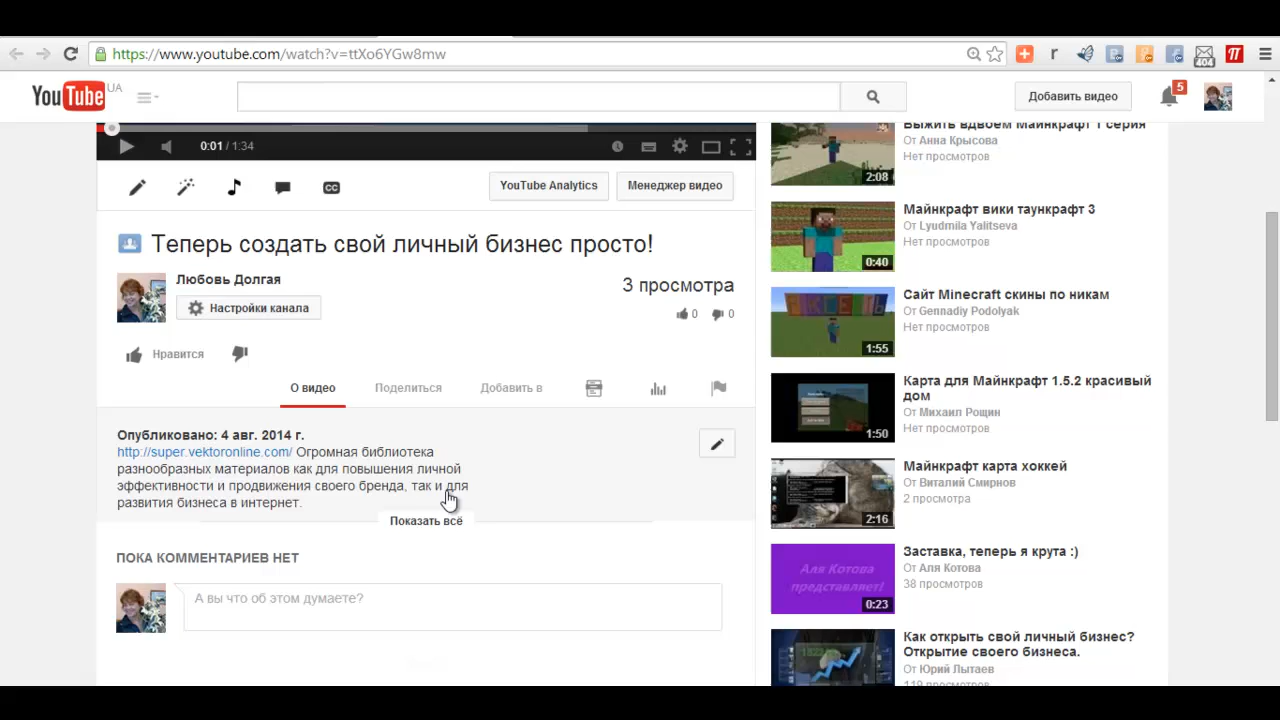 https://www.youtube.com/watch?v=ttXo6YGw8mw
404
YouTube UA
Добавить видео
5
0:01 / 1:34
YouTube Analytics
Менеджер видео
Теперь создать свой личный бизнес просто!
Любовь Долгая
Настройки канала
3 просмотра
0 0
Нравится
О видео
Поделиться
Добавить в
Опубликовано: 4 авг. 2014 г.
http://super.vektoronline.com/ Огромная библиотека
разнообразных материалов как для повышения личной
эффективности и продвижения своего бренда, так и для
развития бизнеса в интернет.
Показать всё
ПОКА КОММЕНТАРИЕВ НЕТ
А вы что об этом думаете?
Выжить вдвоем Майнкрафт 1 серия
От Анна Крысова
Нет просмотров
2:08
Майнкрафт вики таункрафт 3
От Lyudmila Yalitseva
Нет просмотров
0:40
Сайт Minecraft скины по никам
От Gennadiy Podolyak
Нет просмотров
1:55
Карта для Майнкрафт 1.5.2 красивый
дом
От Михаил Рощин
Нет просмотров
1:50
Майнкрафт карта хоккей
От Виталий Смирнов
2 просмотра
2:16
Заставка, теперь я крута :)
От Аля Котова
38 просмотров
Аля Котова
представляет!
0:23
Как открыть свой личный бизнес?
Открытие своего бизнеса.
От Юрий Лытаев
119 просмотров